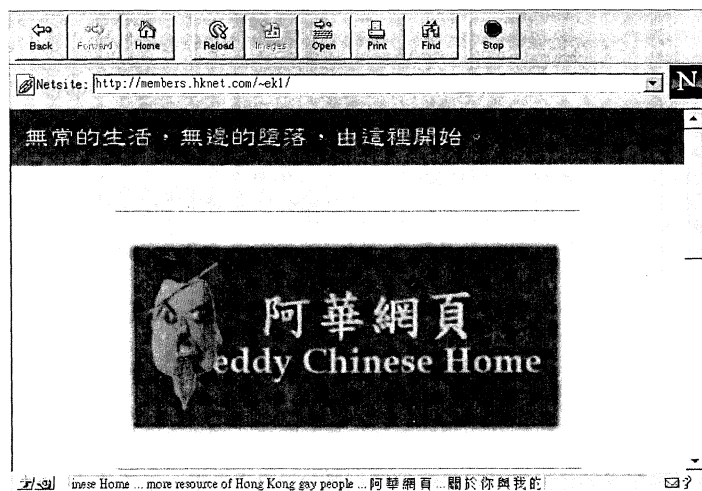 Back Forward Home Reload Images Open Print Find Stop
Netsite: http://members.hknet.com/~ek1/
N
無常的生活，無邊的墮落，由這裡開始。
阿華網頁
eddy Chinese Home
inese Home ... more resource of Hong Kong gay people ... 阿華網頁 ... 關於你與我的